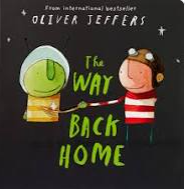 From international bestseller
OLIVER JEFFERS
The
WAY
BACK
HOME